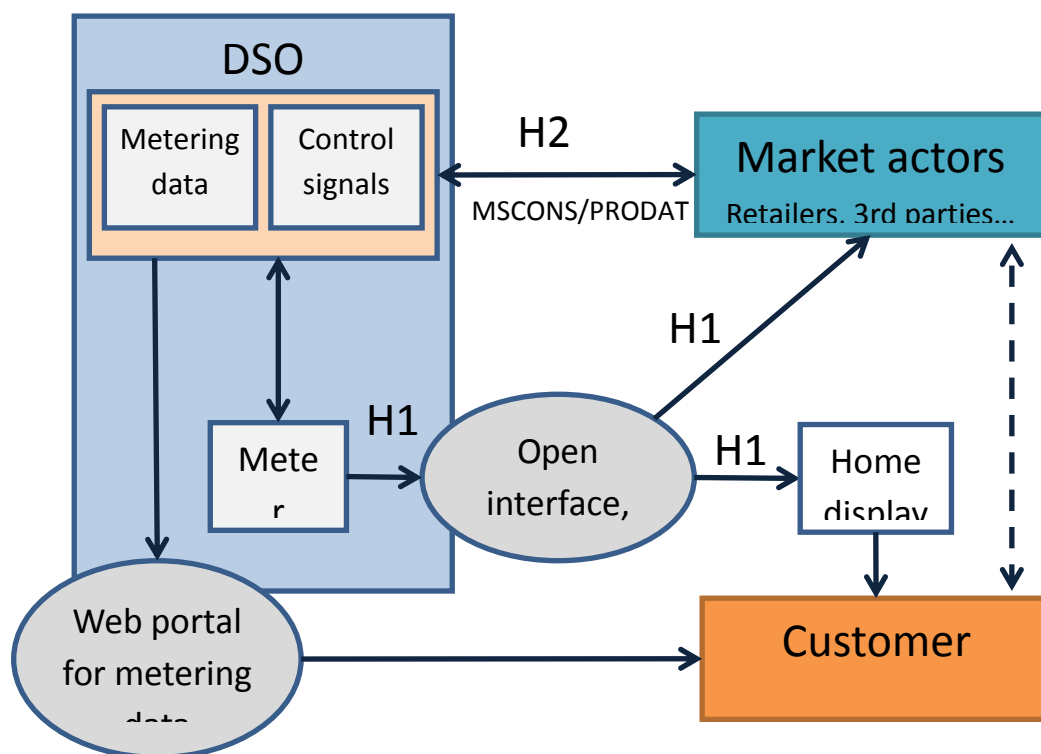 DSO
Metering
data
Control
signals
H2
MSCONS/PRODAT
Market actors
Retailers, 3rd parties...
H1
H1
Mete
r
Open
interface,
H1
Home
display
Web portal
for metering
data
Customer